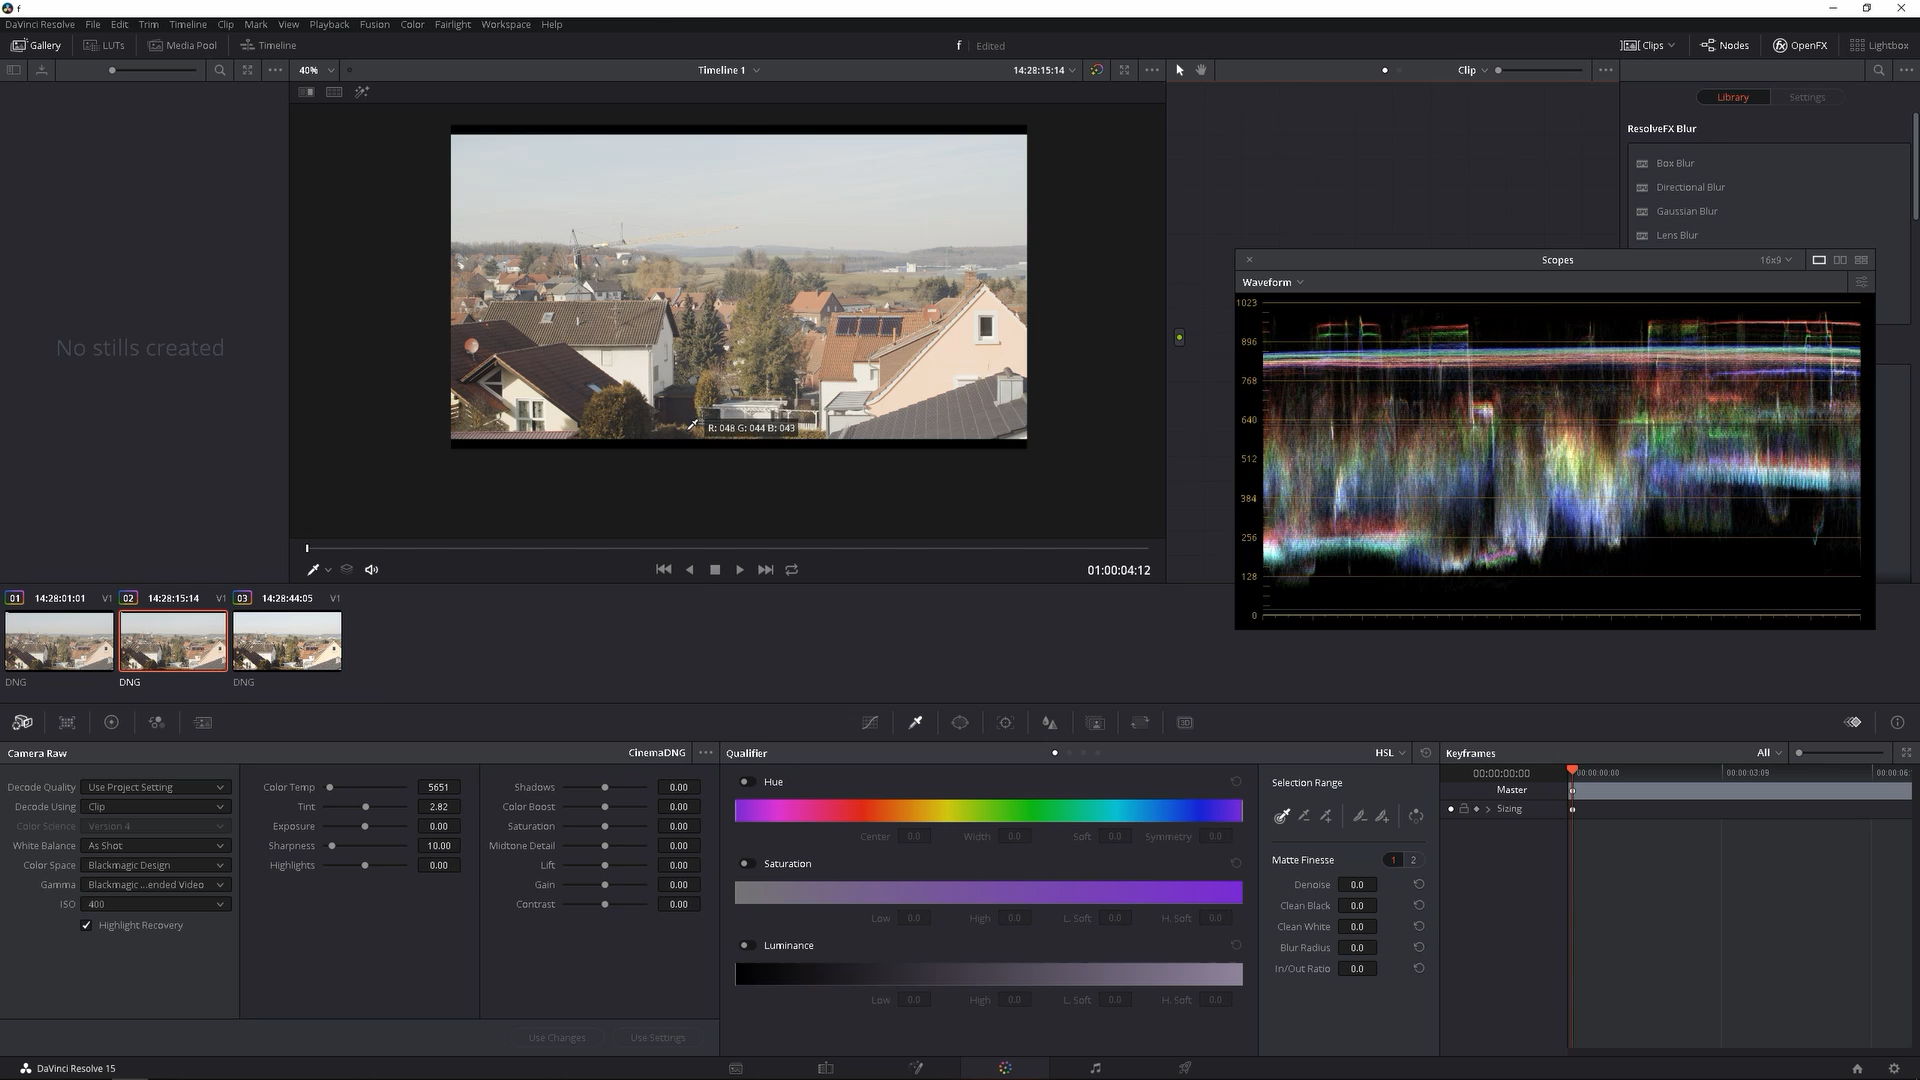 f
DaVinci Resolve File Edit Trim Timeline Clip Mark View Playback Fusion Color Fairlight Workspace Help
Gallery LUTs Media Pool Timeline f Edited Clips Nodes OpenFX Lightbox
40% Timeline 1 14:28:15:14 Clip
Library Settings
ResolveFX Blur
Box Blur
Directional Blur
Gaussian Blur
Lens Blur
No stills created
R: 048 G: 044 B: 043
Scopes 16x9
Waveform
1023
896
768
640
512
384
256
128
0
01:00:04:12
01 14:28:01:01 V1 02 14:28:15:14 V1 03 14:28:44:05 V1
DNG DNG DNG
Camera Raw CinemaDNG
Decode Quality Use Project Setting
Decode Using Clip
Color Science Version 4
White Balance As Shot
Color Space Blackmagic Design
Gamma Blackmagic ...ended Video
ISO 400
Highlight Recovery
Color Temp 5651
Tint 2.82
Exposure 0.00
Sharpness 10.00
Highlights 0.00
Shadows 0.00
Color Boost 0.00
Saturation 0.00
Midtone Detail 0.00
Lift 0.00
Gain 0.00
Contrast 0.00
Use Changes Use Settings
Qualifier HSL
Hue
Center 0.0 Width 0.0 Soft 0.0 Symmetry 0.0
Saturation
Low 0.0 High 0.0 L. Soft 0.0 H. Soft 0.0
Luminance
Low 0.0 High 0.0 L. Soft 0.0 H. Soft 0.0
Selection Range
Matte Finesse 1 2
Denoise 0.0
Clean Black 0.0
Clean White 0.0
Blur Radius 0.0
In/Out Ratio 0.0
Keyframes All
00:00:00:00 00:00:00:00 00:00:03:09 00:00:06:
Master
Sizing
DaVinci Resolve 15